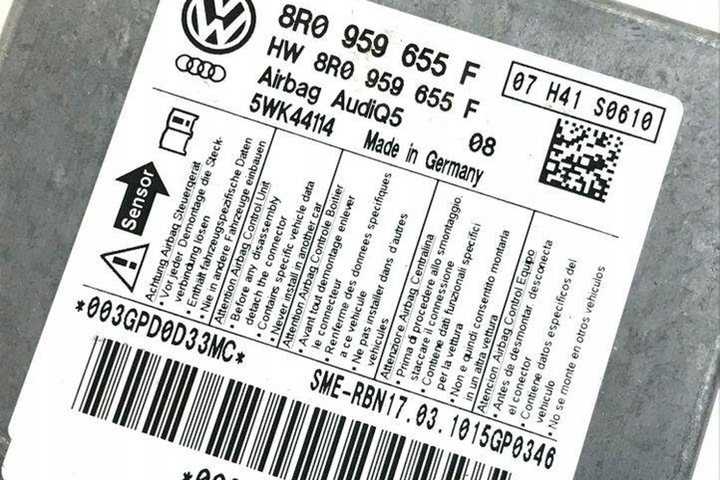 8R0 959 655 F
HW 8R0 959 655 F
Airbag AudiQ5
5WK44114
Made in Germany
08
07 H41 S0610
Sensor
Achtung Airbag Steuergerät
• Vor jeder Demontage die Steck-
verbindung lösen
• Enthält fahrzeugspezifische Daten
• Nie in andere Fahrzeuge einbauen
Attention Airbag Control Unit
• Before any disassembly
detach the connector
• Contains specific vehicle data
• Never install in another car
Attention Airbag Controle Boitier
• Avant tout demontage enlever
le connecteur
• Renferme des donnees specifiques
a ce vehicule
• Ne pas installer dans d'autres
vehicules
Attenzione Airbag Centralina
• Prima di procedere allo smontaggio,
staccare il connessione
• Contiene dati funzionali specifici
per la vettura
• Non e quindi consentito montarla
in un altra vettura
Atencion Airbag Control Equipo
• Antes de desmontar desconecta
el conector
• Contiene datos especificos del
vehiculo
• No se monte en otros vehiculos
*003GPD0D33MC*
SME-RBN17.03.1015GP0346